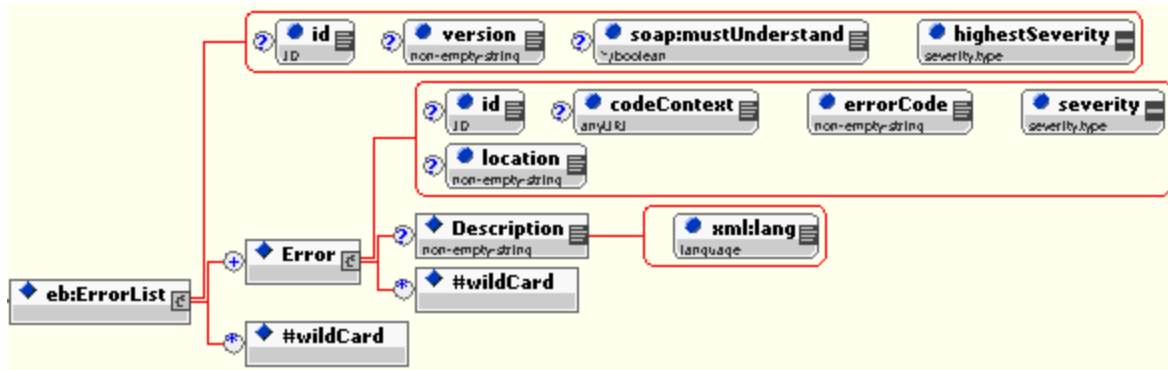 ? id ? version ? soap:mustUnderstand highestSeverity
ID non-empty-string */boolean severity.type
? id ? codeContext errorCode severity
ID anyURI non-empty-string severity.type
? location
non-empty-string
? Description xml:lang
non-empty-string language
+ Error
* #wildCard
eb:ErrorList
* #wildCard